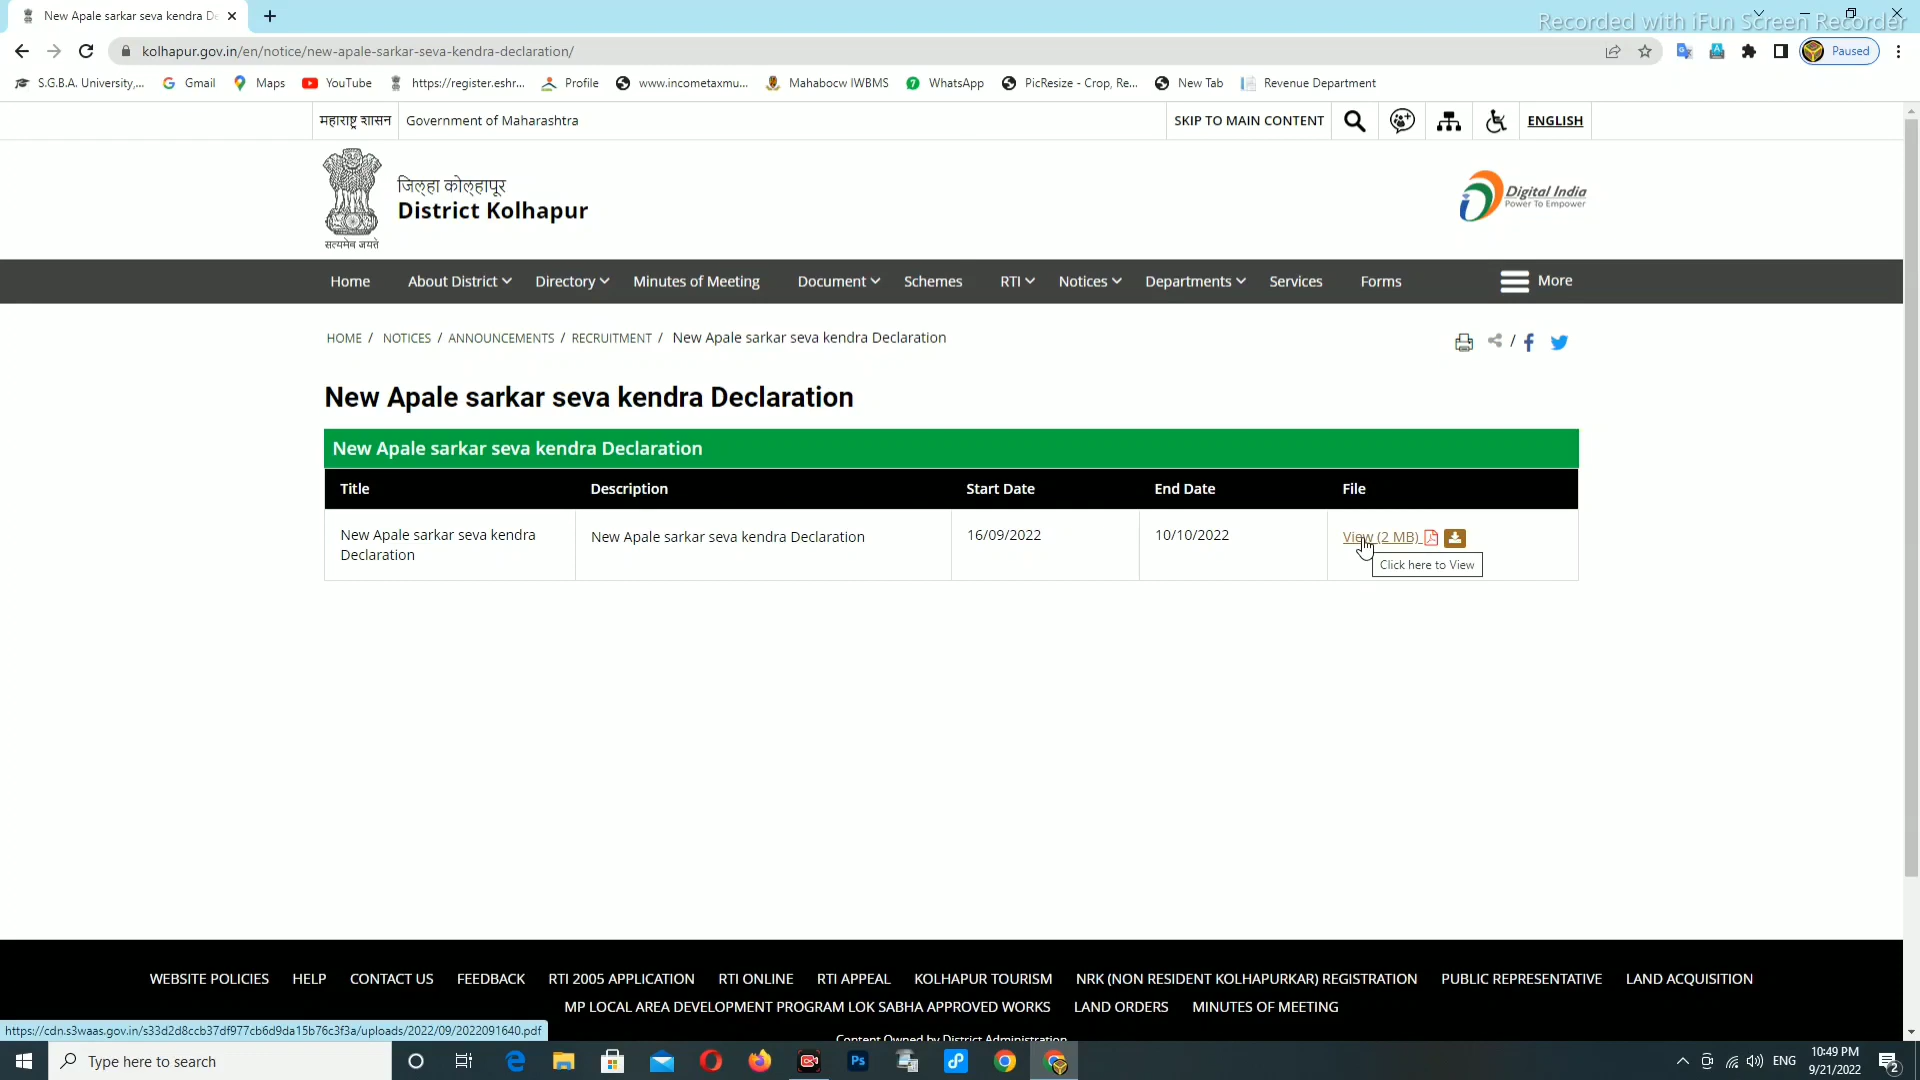 New Apale sarkar seva kendra De
Recorded with iFun Screen Recorder
kolhapur.gov.in/en/notice/new-apale-sarkar-seva-kendra-declaration/
Paused
S.G.B.A. University,...
Gmail
Maps
YouTube
https://register.eshr...
Profile
www.incometaxmu...
Mahabocw IWBMS
7
WhatsApp
PicResize - Crop, Re...
New Tab
Revenue Department
महाराष्ट्र शासन
Government of Maharashtra
SKIP TO MAIN CONTENT
ENGLISH
जिल्हा कोल्हापूर
District Kolhapur
सत्यमेव जयते
Digital India
Power To Empower
Home
About District
Directory
Minutes of Meeting
Document
Schemes
RTI
Notices
Departments
Services
Forms
More
HOME / NOTICES / ANNOUNCEMENTS / RECRUITMENT / New Apale sarkar seva kendra Declaration
/
New Apale sarkar seva kendra Declaration
New Apale sarkar seva kendra Declaration
Title
Description
Start Date
End Date
File
New Apale sarkar seva kendra
Declaration
New Apale sarkar seva kendra Declaration
16/09/2022
10/10/2022
View (2 MB)
Click here to View
WEBSITE POLICIES
HELP
CONTACT US
FEEDBACK
RTI 2005 APPLICATION
RTI ONLINE
RTI APPEAL
KOLHAPUR TOURISM
NRK (NON RESIDENT KOLHAPURKAR) REGISTRATION
PUBLIC REPRESENTATIVE
LAND ACQUISITION
MP LOCAL AREA DEVELOPMENT PROGRAM LOK SABHA APPROVED WORKS
LAND ORDERS
MINUTES OF MEETING
https://cdn.s3waas.gov.in/s33d2d8ccb37df977cb6d9da15b76c3f3a/uploads/2022/09/2022091640.pdf
Content Owned by District Administration
Type here to search
Ps
ENG
10:49 PM
9/21/2022
2